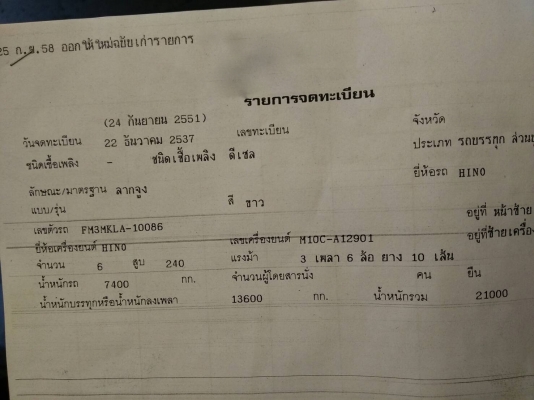 25 ก.ย.58 ออกให้ใหม่ฉบับเก่ารายการ
รายการจดทะเบียน
(24 กันยายน 2551)
วันจดทะเบียน 22 ธันวาคม 2537 เลขทะเบียน จังหวัด
ประเภท รถบรรทุก
ชนิดเชื้อเพลิง - ชนิดเชื้อเพลิง ดีเซล
ยี่ห้อรถ HINO
ลักษณะ/มาตรฐาน ลากจูง
แบบ/รุ่น สี ขาว
เลขตัวรถ FM3MKLA-10086 อยู่ที่ หน้าซ้าย
ยี่ห้อเครื่องยนต์ HINO เลขเครื่องยนต์ M10C-A12901 อยู่ที่ซ้ายเครื่อง
จำนวน 6 สูบ 240 แรงม้า 3 เพลา 6 ล้อ ยาง 10 เส้น
น้ำหนักรถ 7400 กก. จำนวนผู้โดยสารนั่ง คน ยืน
น้ำหนักบรรทุกหรือน้ำหนักลงเพลา 13600 กก. น้ำหนักรวม 21000